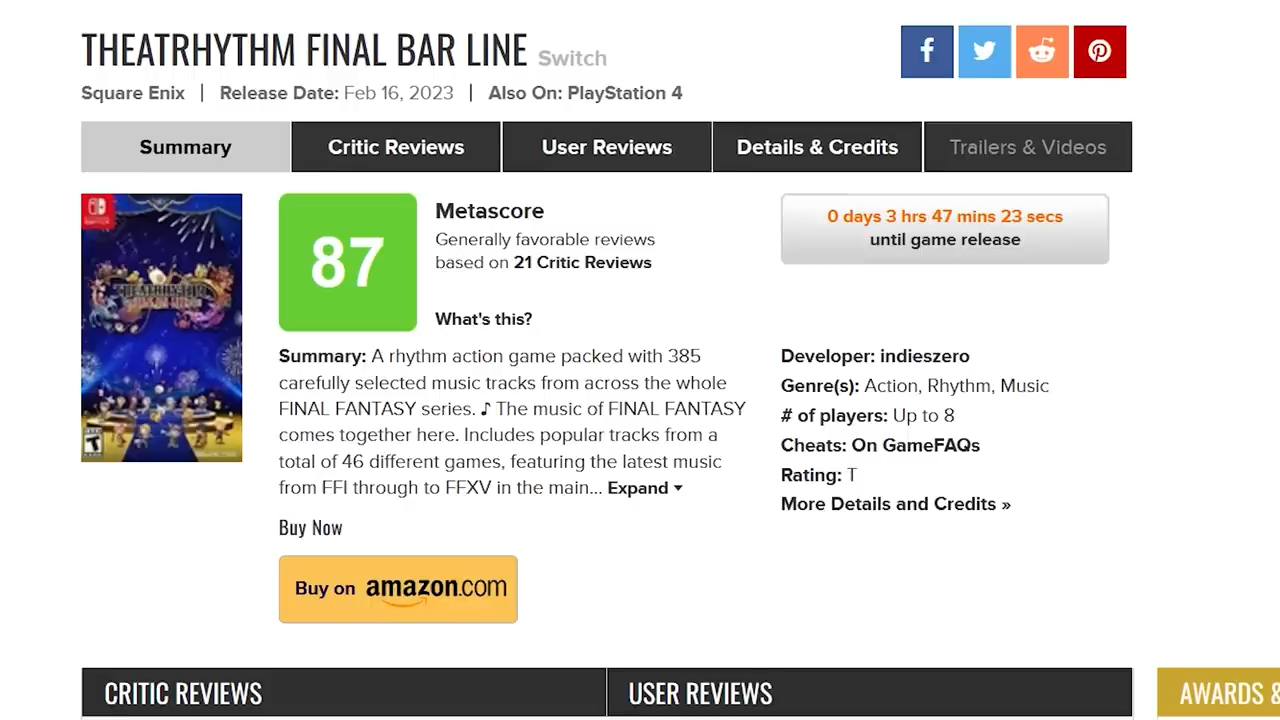 THEATRHYTHM FINAL BAR LINE Switch
Square Enix | Release Date: Feb 16, 2023 | Also On: PlayStation 4
Summary
Critic Reviews
User Reviews
Details & Credits
Trailers & Videos
87
Metascore
Generally favorable reviews
based on 21 Critic Reviews
What's this?
0 days 3 hrs 47 mins 23 secs
until game release
Summary: A rhythm action game packed with 385
carefully selected music tracks from across the whole
FINAL FANTASY series. ♪ The music of FINAL FANTASY
comes together here. Includes popular tracks from a
total of 46 different games, featuring the latest music
from FFI through to FFXV in the main... Expand
Developer: indieszero
Genre(s): Action, Rhythm, Music
# of players: Up to 8
Cheats: On GameFAQs
Rating: T
More Details and Credits »
Buy Now
Buy on amazon.com
CRITIC REVIEWS
USER REVIEWS
AWARDS &